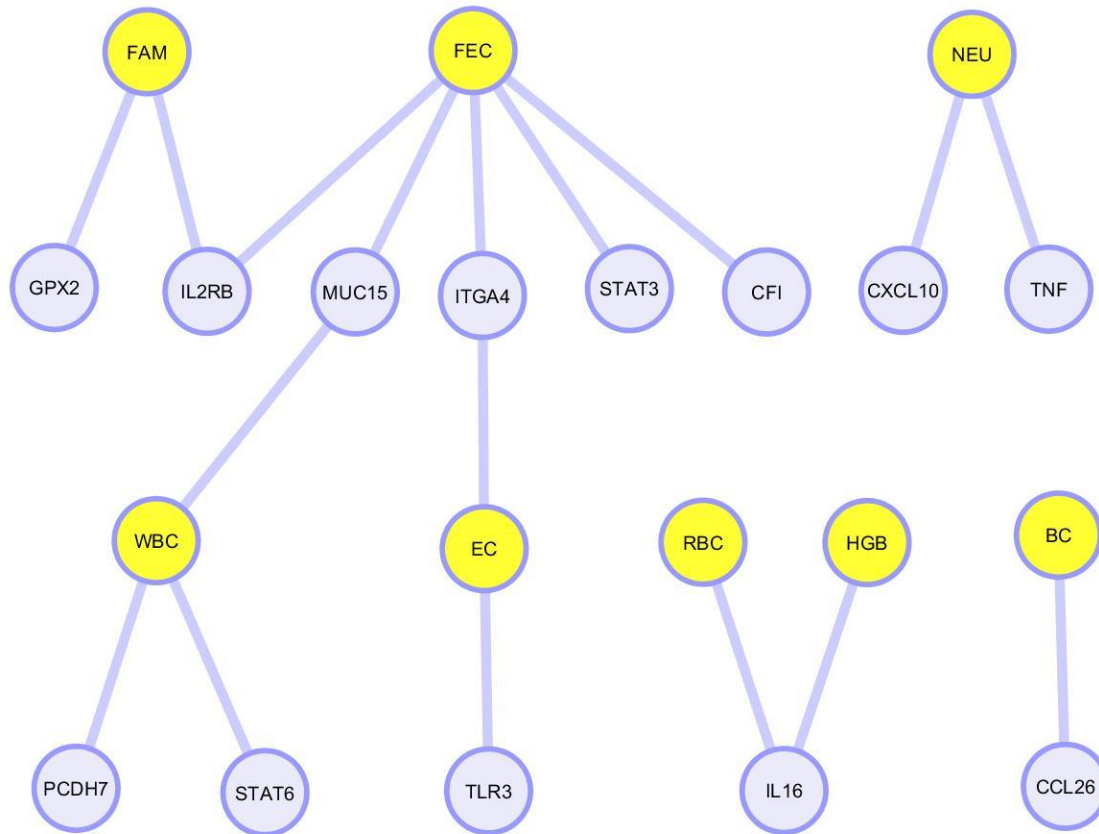 FAM
FEC
NEU
GPX2
IL2RB
MUC15
ITGA4
STAT3
CFI
CXCL10
TNF
WBC
EC
RBC
HGB
BC
PCDH7
STAT6
TLR3
IL16
CCL26